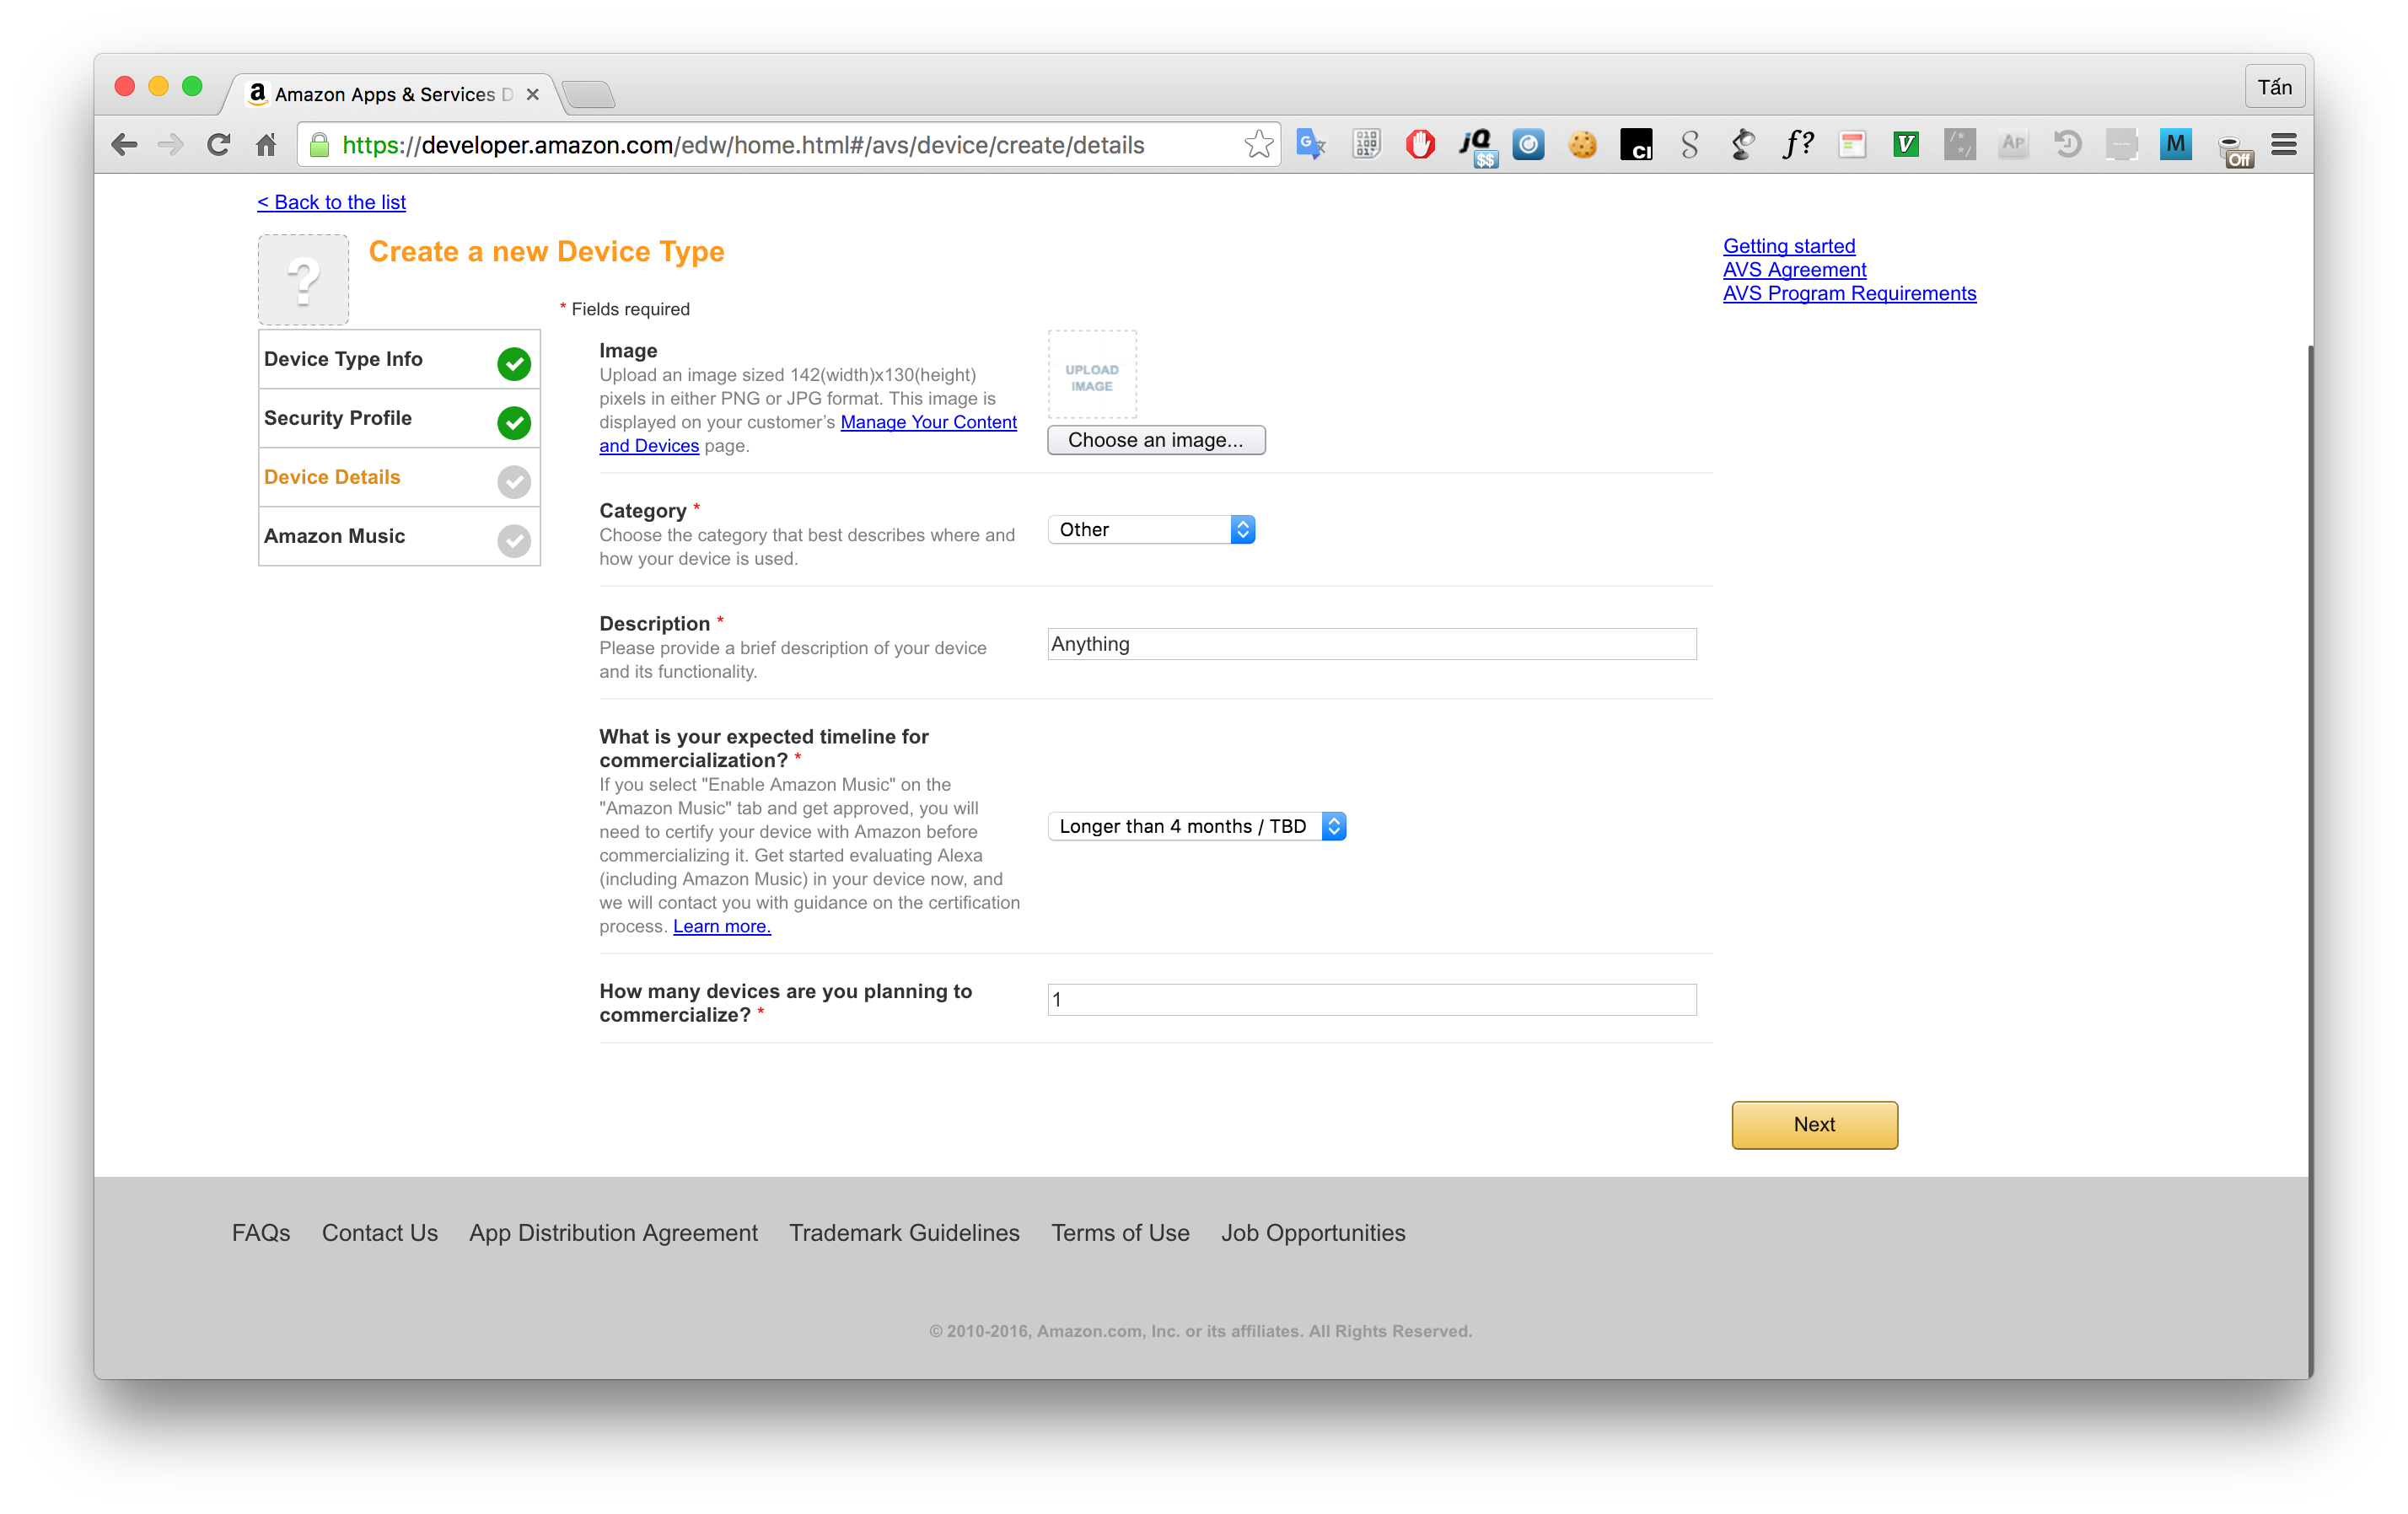 Amazon Apps & Services D
Tấn
https://developer.amazon.com/edw/home.html#/avs/device/create/details
jQ
$$
CI
S
f?
V
AP
M
Off
< Back to the list
?
Create a new Device Type
Getting started
AVS Agreement
AVS Program Requirements
* Fields required
Device Type Info
Security Profile
Device Details
Amazon Music
Image
Upload an image sized 142(width)x130(height)
pixels in either PNG or JPG format. This image is
displayed on your customer’s Manage Your Content
and Devices page.
UPLOAD
IMAGE
Choose an image...
Category *
Choose the category that best describes where and
how your device is used.
Other
Description *
Please provide a brief description of your device
and its functionality.
Anything
What is your expected timeline for
commercialization? *
If you select "Enable Amazon Music" on the
"Amazon Music" tab and get approved, you will
need to certify your device with Amazon before
commercializing it. Get started evaluating Alexa
(including Amazon Music) in your device now, and
we will contact you with guidance on the certification
process. Learn more.
Longer than 4 months / TBD
How many devices are you planning to
commercialize? *
1
Next
FAQs Contact Us App Distribution Agreement Trademark Guidelines Terms of Use Job Opportunities
© 2010-2016, Amazon.com, Inc. or its affiliates. All Rights Reserved.